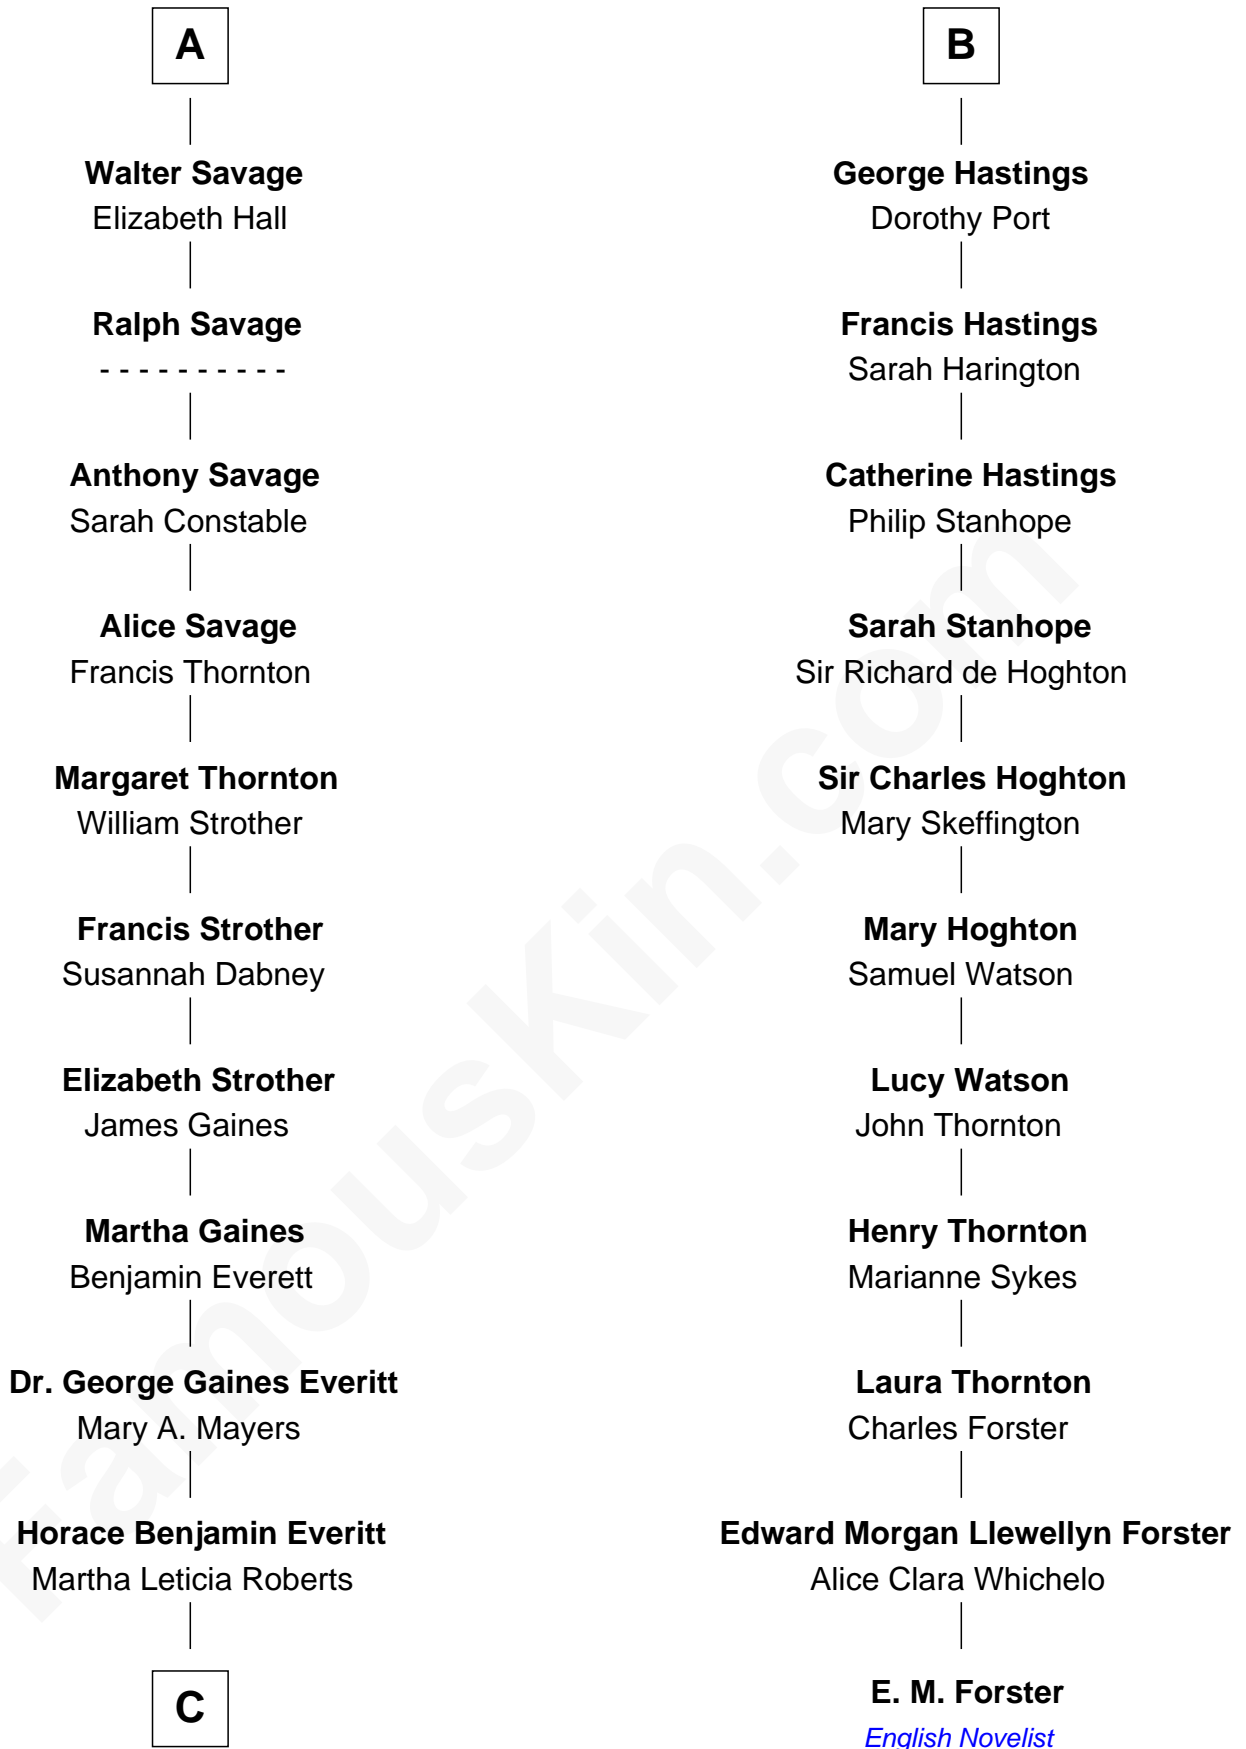 A
Walter Savage
Elizabeth Hall
Ralph Savage
- - - - - - - - - -
Anthony Savage
Sarah Constable
Alice Savage
Francis Thornton
Margaret Thornton
William Strother
Francis Strother
Susannah Dabney
Elizabeth Strother
James Gaines
Martha Gaines
Benjamin Everett
Dr. George Gaines Everitt
Mary A. Mayers
Horace Benjamin Everitt
Martha Leticia Roberts
C
B
George Hastings
Dorothy Port
Francis Hastings
Sarah Harington
Catherine Hastings
Philip Stanhope
Sarah Stanhope
Sir Richard de Hoghton
Sir Charles Hoghton
Mary Skeffington
Mary Hoghton
Samuel Watson
Lucy Watson
John Thornton
Henry Thornton
Marianne Sykes
Laura Thornton
Charles Forster
Edward Morgan Llewellyn Forster
Alice Clara Whichelo
E. M. Forster
English Novelist
FamousKin.com